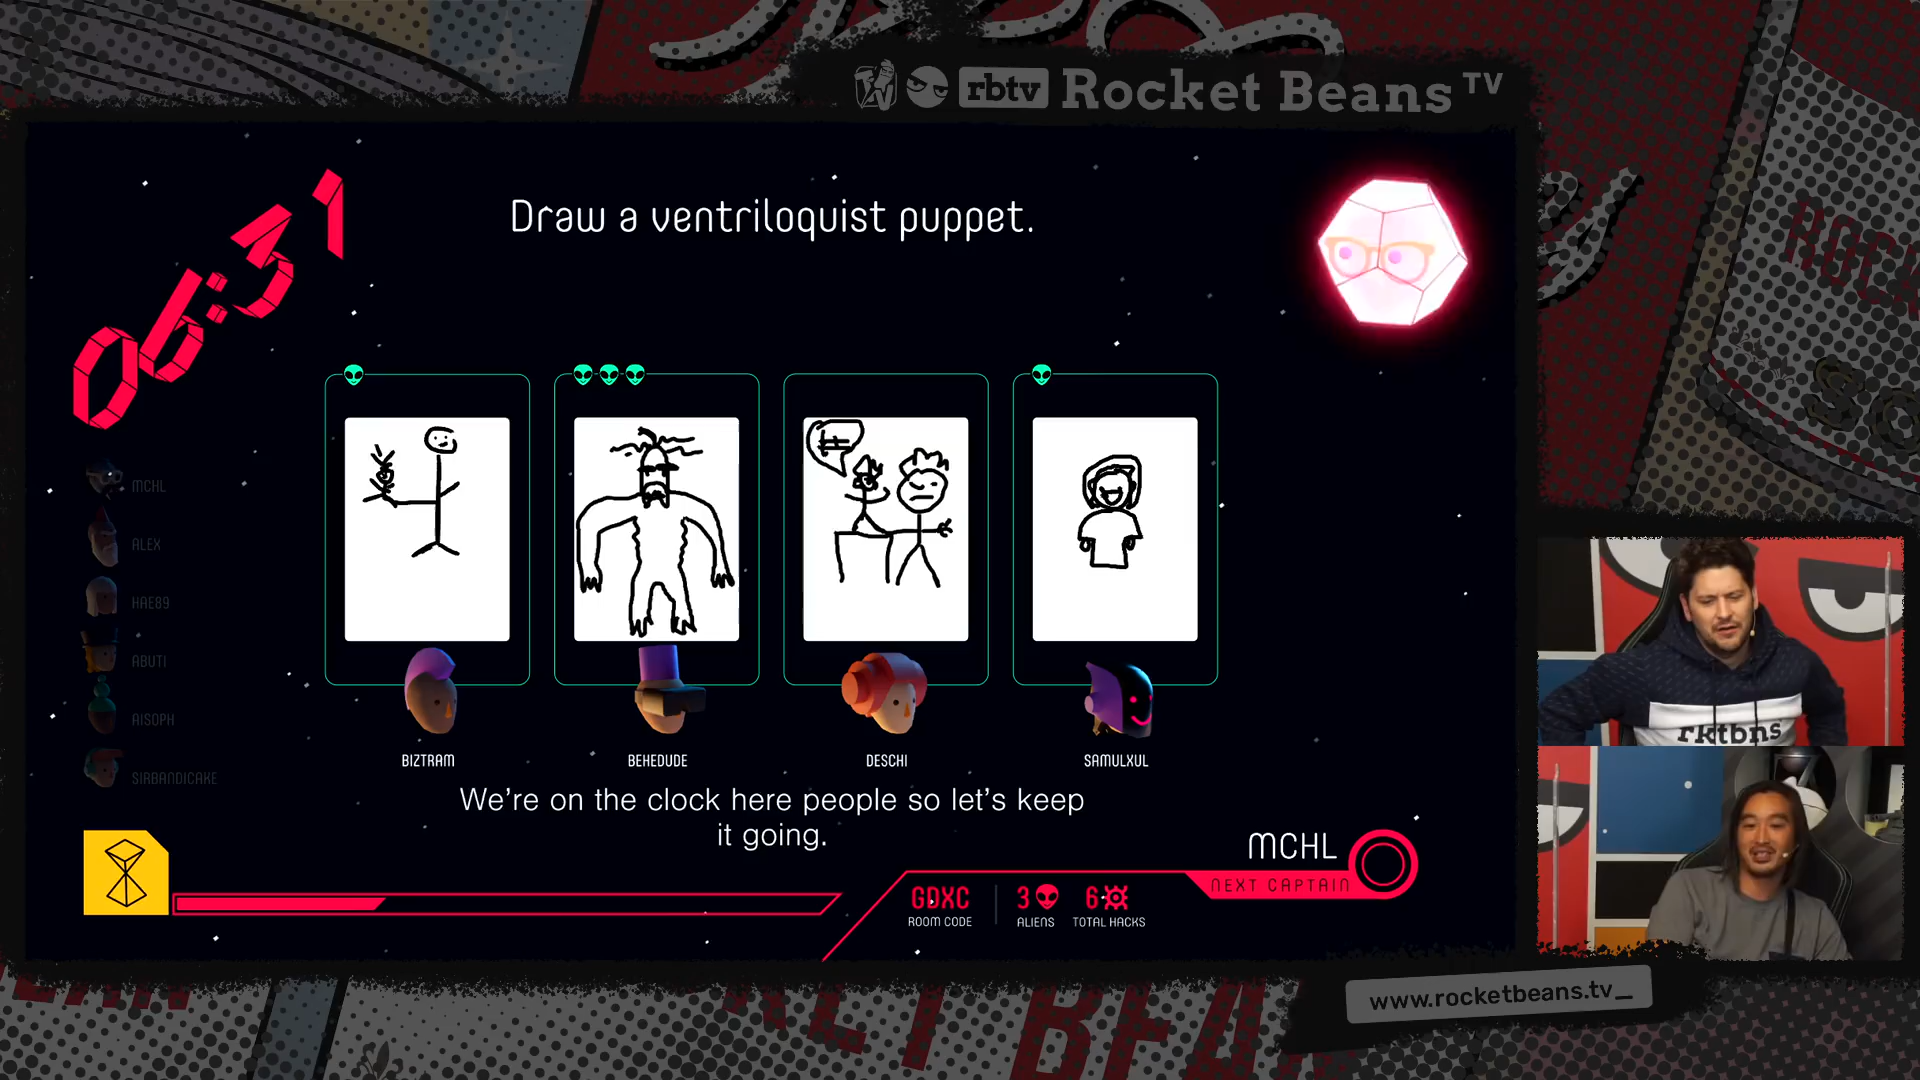 rbtv Rocket Beans TV
06:31
Draw a ventriloquist puppet.
MCHL
ALEX
HAE89
ABUTI
AISOPH
SIRBANDICAKE
BIZTRAM
BEHEDUDE
DESCHI
SAMULXUL
We're on the clock here people so let's keep
it going.
MCHL
NEXT CAPTAIN
GDXC
ROOM CODE
3
ALIENS
6
TOTAL HACKS
rktbns
www.rocketbeans.tv_